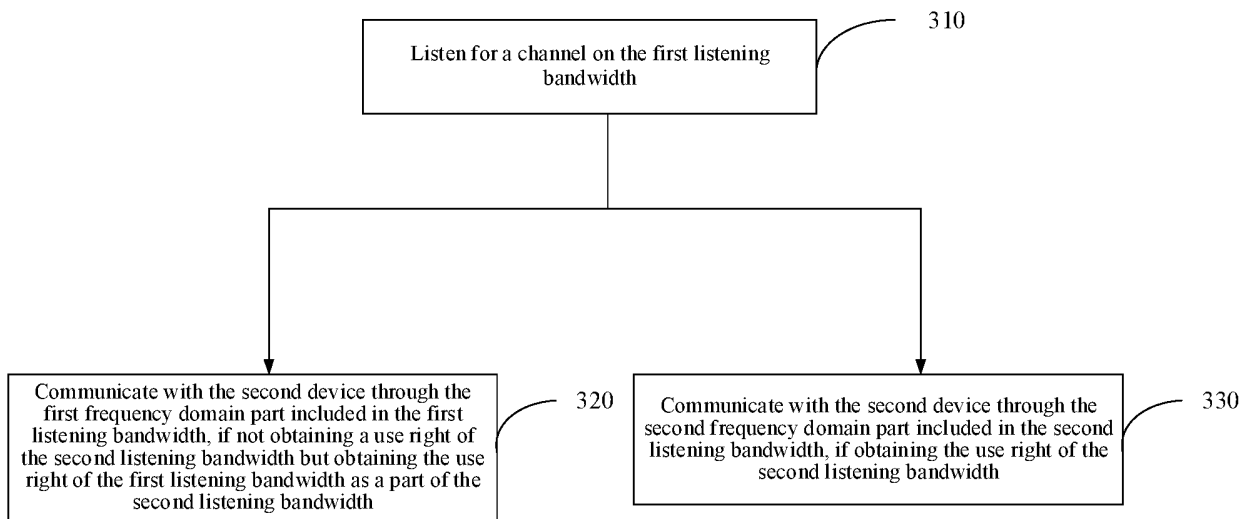 310
Listen for a channel on the first listening
bandwidth
Communicate with the second device through the
first frequency domain part included in the first
listening bandwidth, if not obtaining a use right of
the second listening bandwidth but obtaining the use
right of the first listening bandwidth as a part of the
second listening bandwidth
320
Communicate with the second device through the
second frequency domain part included in the second
listening bandwidth, if obtaining the use right of the
second listening bandwidth
330